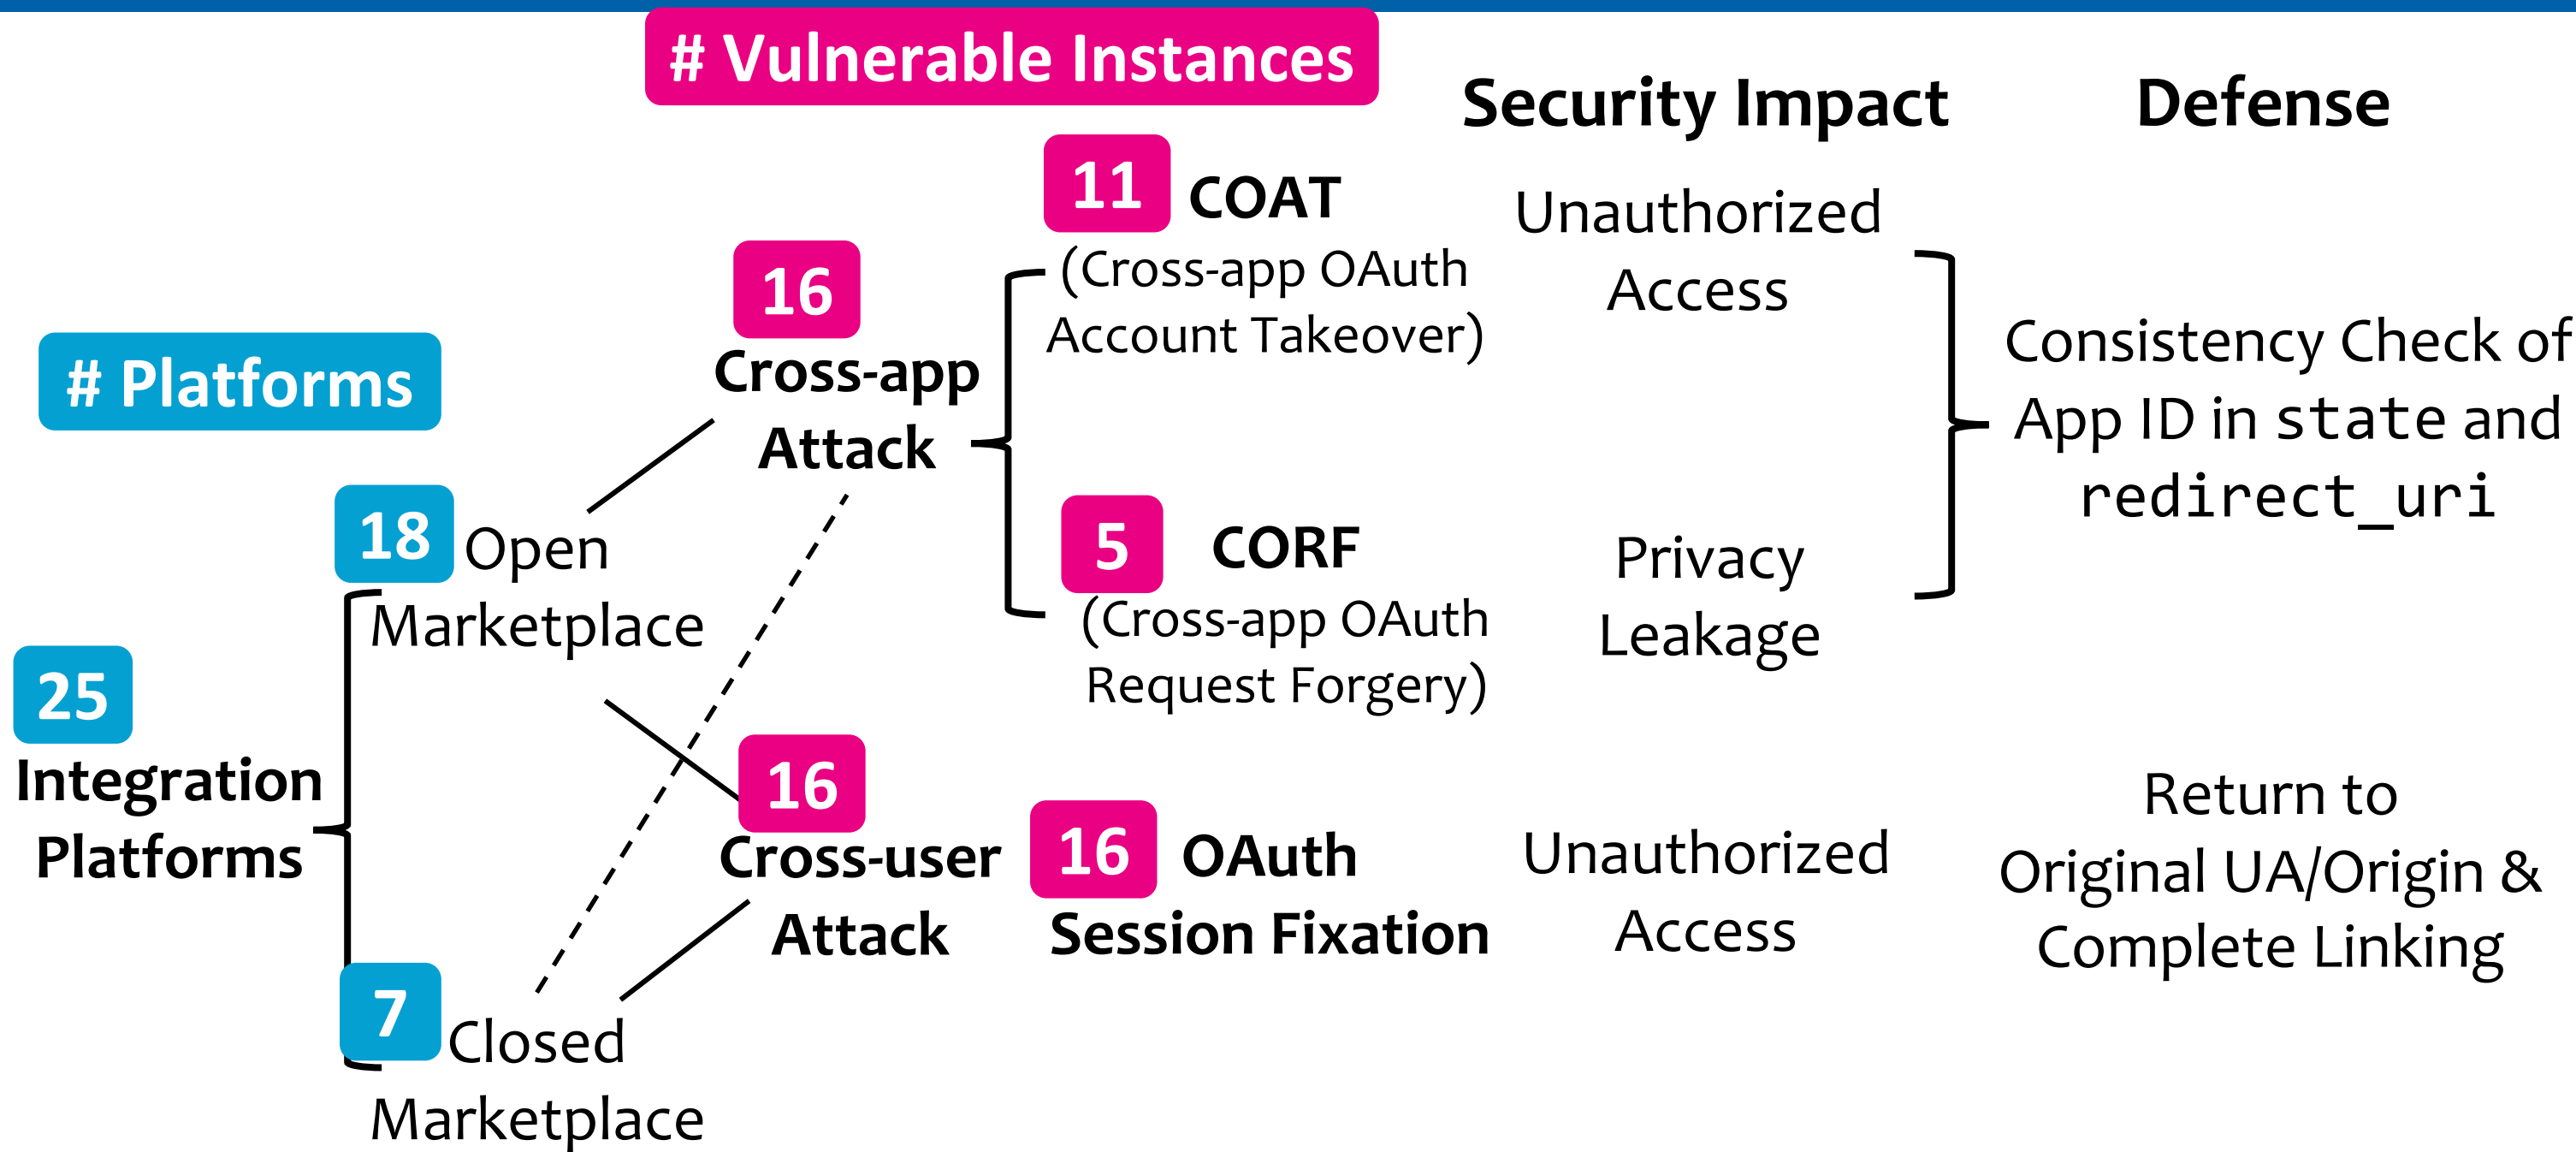 # Vulnerable Instances
Security Impact
Defense
# Platforms
25
Integration
Platforms
18
Open
Marketplace
7
Closed
Marketplace
16
Cross-app
Attack
16
Cross-user
Attack
11
COAT
(Cross-app OAuth
Account Takeover)
5
CORF
(Cross-app OAuth
Request Forgery)
16
OAuth
Session Fixation
Unauthorized
Access
Privacy
Leakage
Unauthorized
Access
Consistency Check of
App ID in state and
redirect_uri
Return to
Original UA/Origin &
Complete Linking